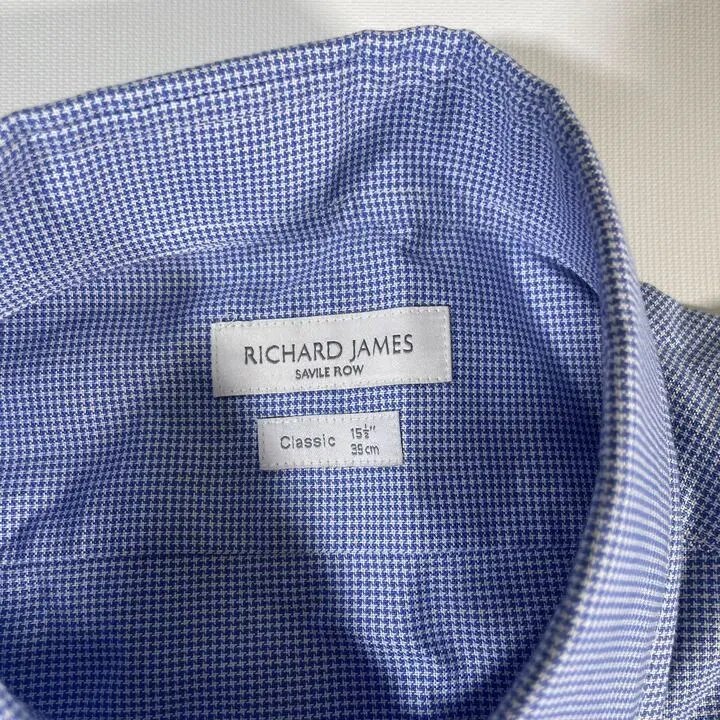 RICHARD JAMES
SAVILE ROW
Classic 15½"
39cm